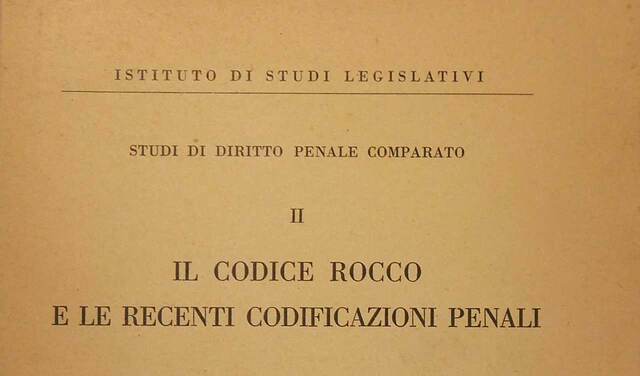 ISTITUTO DI STUDI LEGISLATIVI
STUDI DI DIRITTO PENALE COMPARATO
II
IL CODICE ROCCO
E LE RECENTI CODIFICAZIONI PENALI